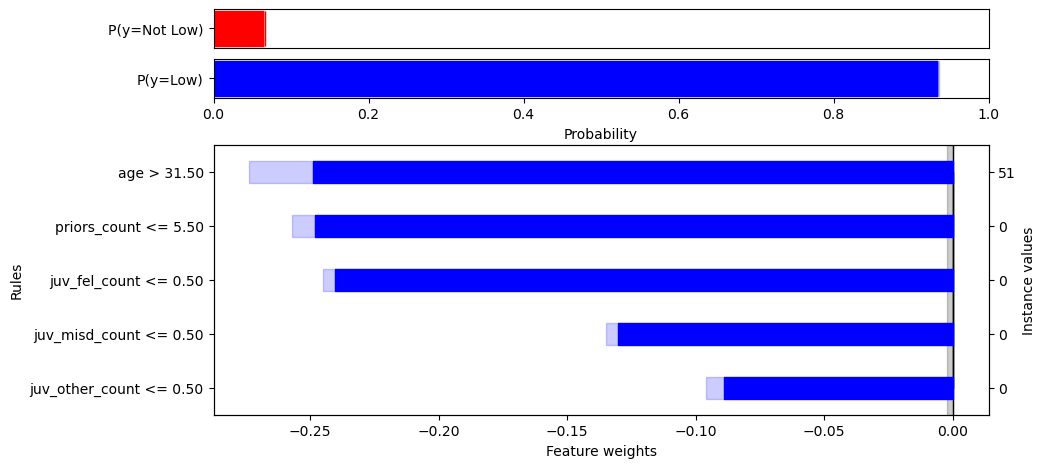 P(y=Not Low)
P(y=Low)
0.0 0.2 0.4 0.6 0.8 1.0
Probability
age > 31.50 51
priors_count <= 5.50 0
juv_fel_count <= 0.50 0
juv_misd_count <= 0.50 0
juv_other_count <= 0.50 0
Rules
Instance values
−0.25 −0.20 −0.15 −0.10 −0.05 0.00
Feature weights